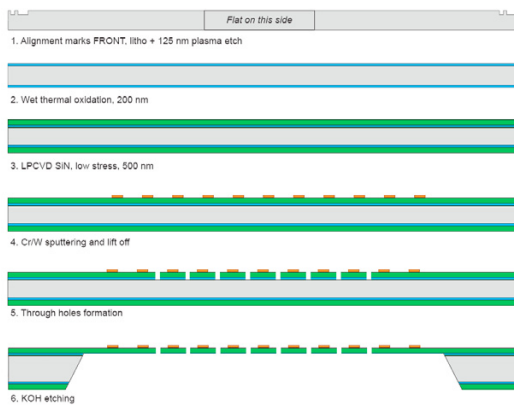 Flat on this side
1. Alignment marks FRONT, litho + 125 nm plasma etch
2. Wet thermal oxidation, 200 nm
3. LPCVD SiN, low stress, 500 nm
4. Cr/W sputtering and lift off
5. Through holes formation
6. KOH etching